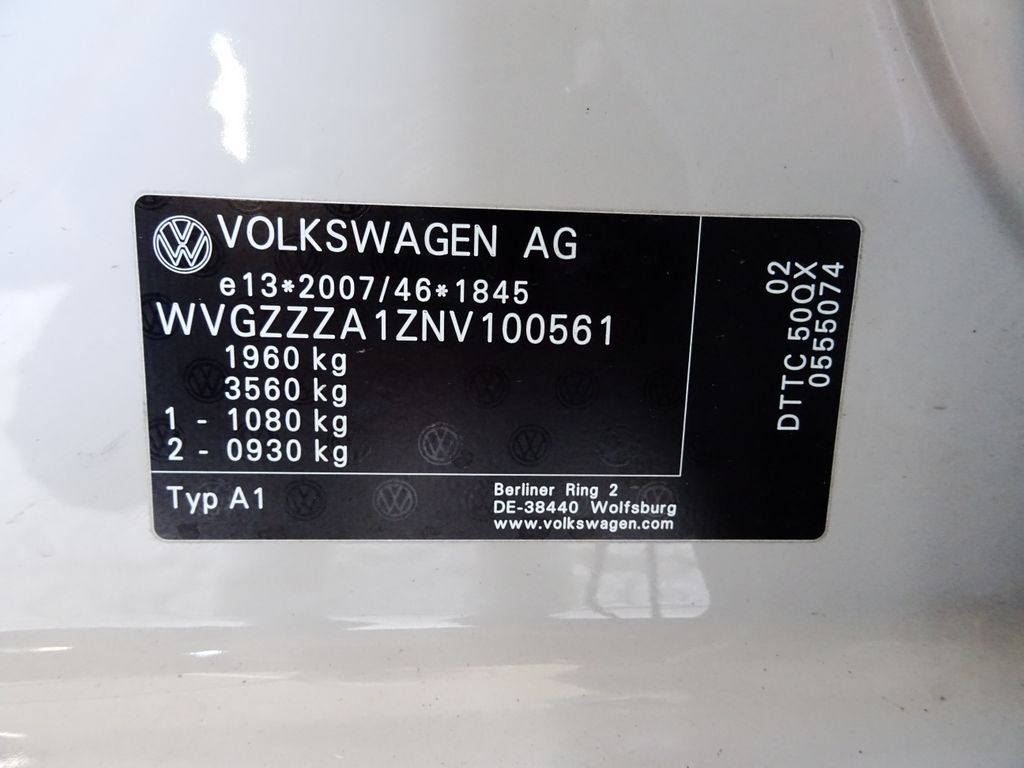 VOLKSWAGEN AG
e13*2007/46*1845
WVGZZZA1ZNV100561
1960 kg
3560 kg
1 - 1080 kg
2 - 0930 kg
Typ A1
Berliner Ring 2
DE-38440 Wolfsburg
www.volkswagen.com
02
DTTC 50QX
0555074